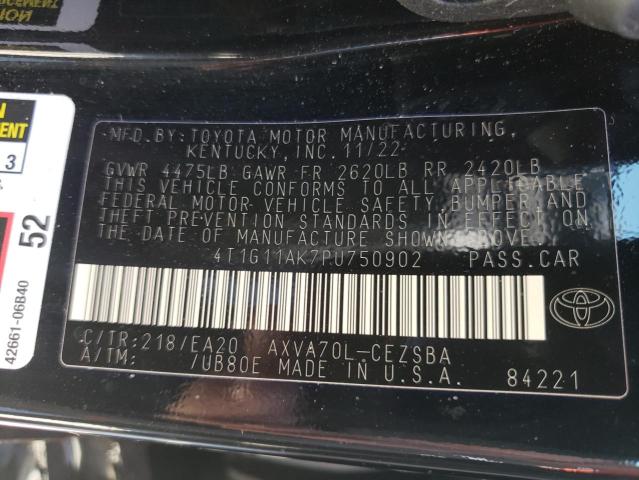 MFD.BY:TOYOTA MOTOR MANUFACTURING,
KENTUCKY,INC. 11/22
GVWR 4475LB GAWR FR 2620LB RR 2420LB
THIS VEHICLE CONFORMS TO ALL APPLICABLE
FEDERAL MOTOR VEHICLE SAFETY, BUMPER,AND
THEFT PREVENTION STANDARDS IN EFFECT ON
THE DATE OF MANUFACTURE SHOWN ABOVE.
4T1G11AK7PU750902 PASS.CAR
C/TR:218/EA20 AXVA70L-CEZSBA
A/TM: /UB80E MADE IN U.S.A. 84221
3
52
42661-06B40